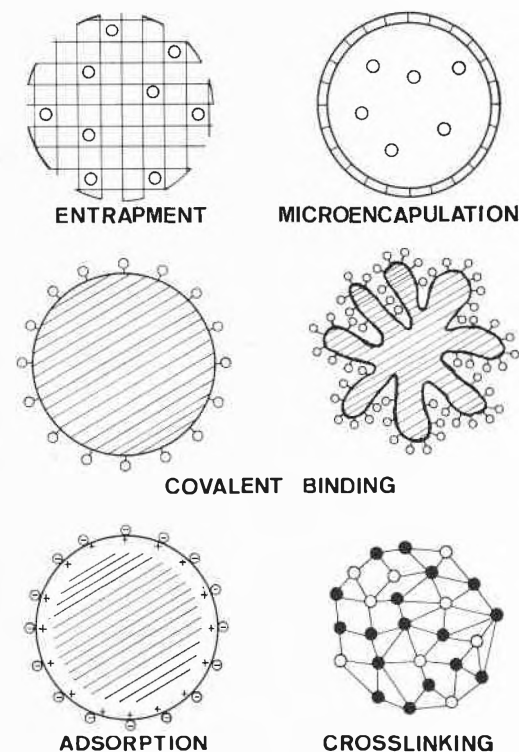 ENTRAPMENT
MICROENCAPULATION
COVALENT BINDING
ADSORPTION
CROSSLINKING